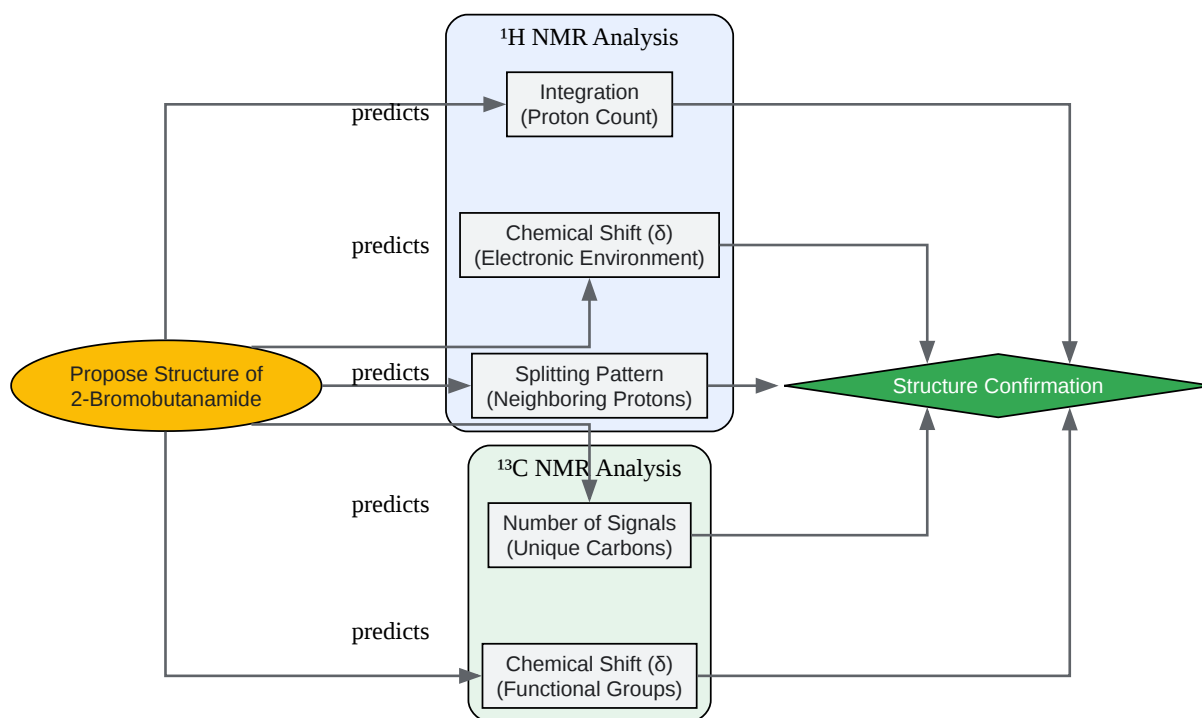 ¹H NMR Analysis
Integration
(Proton Count)
predicts
Chemical Shift (δ)
(Electronic Environment)
predicts
Propose Structure of
2-Bromobutanamide
predicts
Splitting Pattern
(Neighboring Protons)
Structure Confirmation
¹³C NMR Analysis
predicts
Number of Signals
(Unique Carbons)
predicts
Chemical Shift (δ)
(Functional Groups)